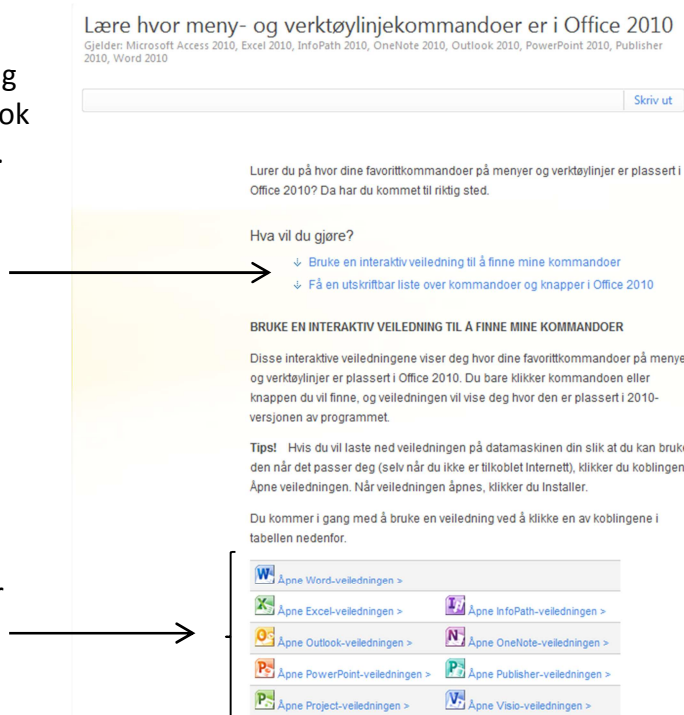 Lære hvor meny- og verktøylinjekommandoer er i Office 2010
Gjelder: Microsoft Access 2010, Excel 2010, InfoPath 2010, OneNote 2010, Outlook 2010, PowerPoint 2010, Publisher
2010, Word 2010
Skriv ut
Lurer du på hvor dine favorittkommandoer på menyer og verktøylinjer er plassert i
Office 2010? Da har du kommet til riktig sted.
Hva vil du gjøre?
↓ Bruke en interaktiv veiledning til å finne mine kommandoer
↓ Få en utskriftbar liste over kommandoer og knapper i Office 2010
BRUKE EN INTERAKTIV VEILEDNING TIL Å FINNE MINE KOMMANDOER
Disse interaktive veiledningene viser deg hvor dine favorittkommandoer på menye
og verktøylinjer er plassert i Office 2010. Du bare klikker kommandoen eller
knappen du vil finne, og veiledningen vil vise deg hvor den er plassert i 2010-
versjonen av programmet.
Tips! Hvis du vil laste ned veiledningen på datamaskinen din slik at du kan bruke
den når det passer deg (selv når du ikke er tilkoblet Internett), klikker du koblingen
Åpne veiledningen. Når veiledningen åpnes, klikker du Installer.
Du kommer i gang med å bruke en veiledning ved å klikke en av koblingene i
tabellen nedenfor.
Åpne Word-veiledningen >
Åpne Excel-veiledningen > Åpne InfoPath-veiledningen >
Åpne Outlook-veiledningen > Åpne OneNote-veiledningen >
Åpne PowerPoint-veiledningen > Åpne Publisher-veiledningen >
Åpne Project-veiledningen > Åpne Visio-veiledningen >